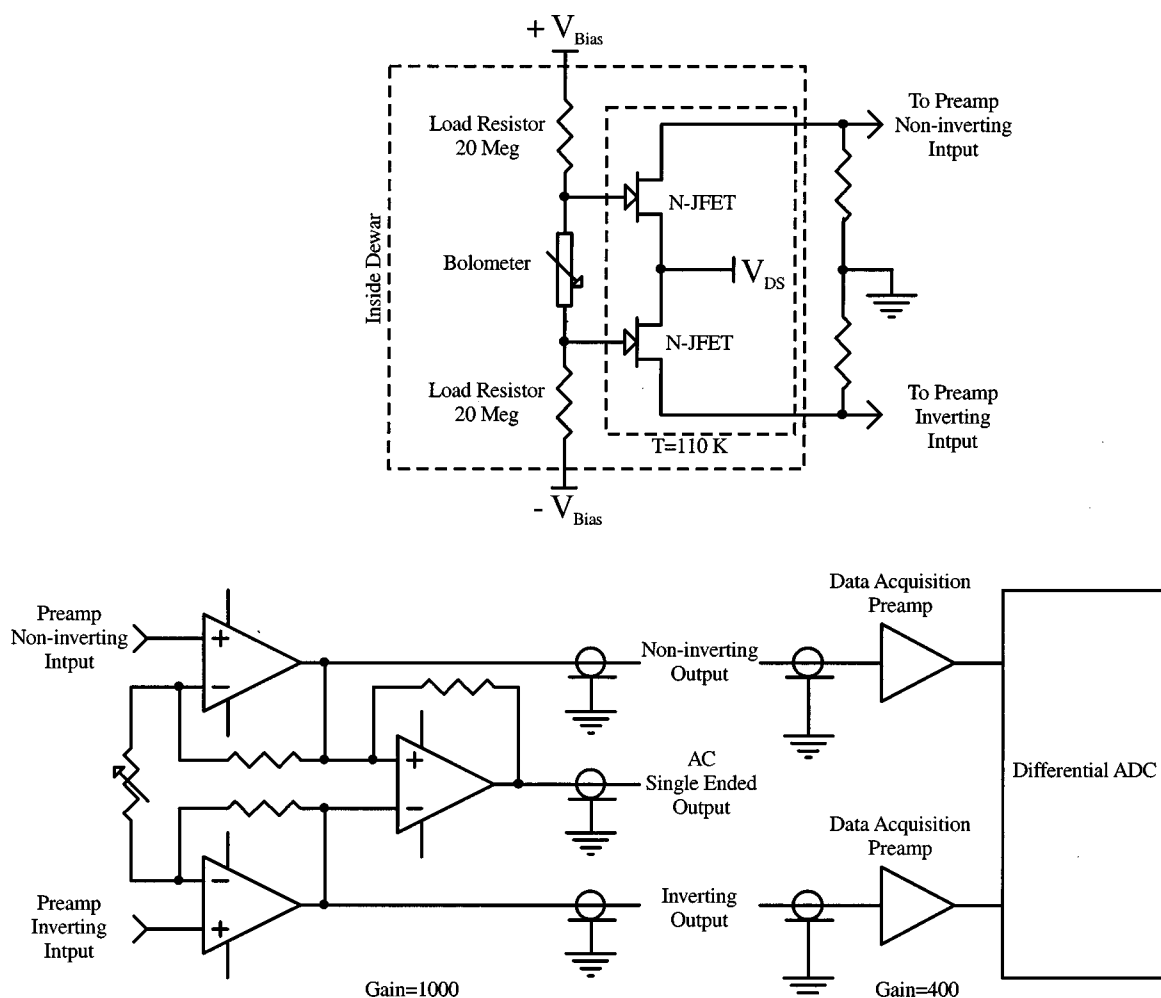 + V Bias
Load Resistor
20 Meg
To Preamp
Non-inverting
Intput
N-JFET
Inside Dewar
Bolometer
V DS
N-JFET
Load Resistor
20 Meg
To Preamp
Inverting
Intput
T=110 K
- V Bias
Preamp
Non-inverting
Intput
+
−
Non-inverting
Output
Data Acquisition
Preamp
+
−
AC
Single Ended
Output
Differential ADC
−
+
Preamp
Inverting
Intput
Inverting
Output
Data Acquisition
Preamp
Gain=1000
Gain=400